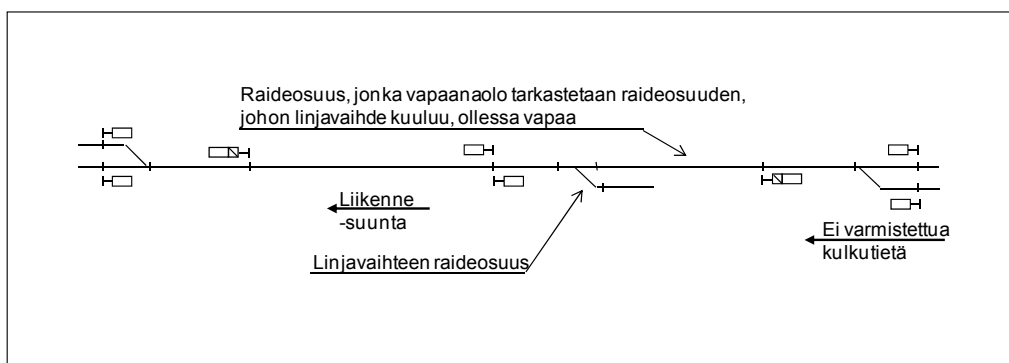 Raideosuus, jonka vapaanaolo tarkastetaan raideosuuden,
johon linjavaihde kuuluu, ollessa vapaa
Liikenne
-suunta
Ei varmistettua
kulkutietä
Linjavaihteen raideosuus